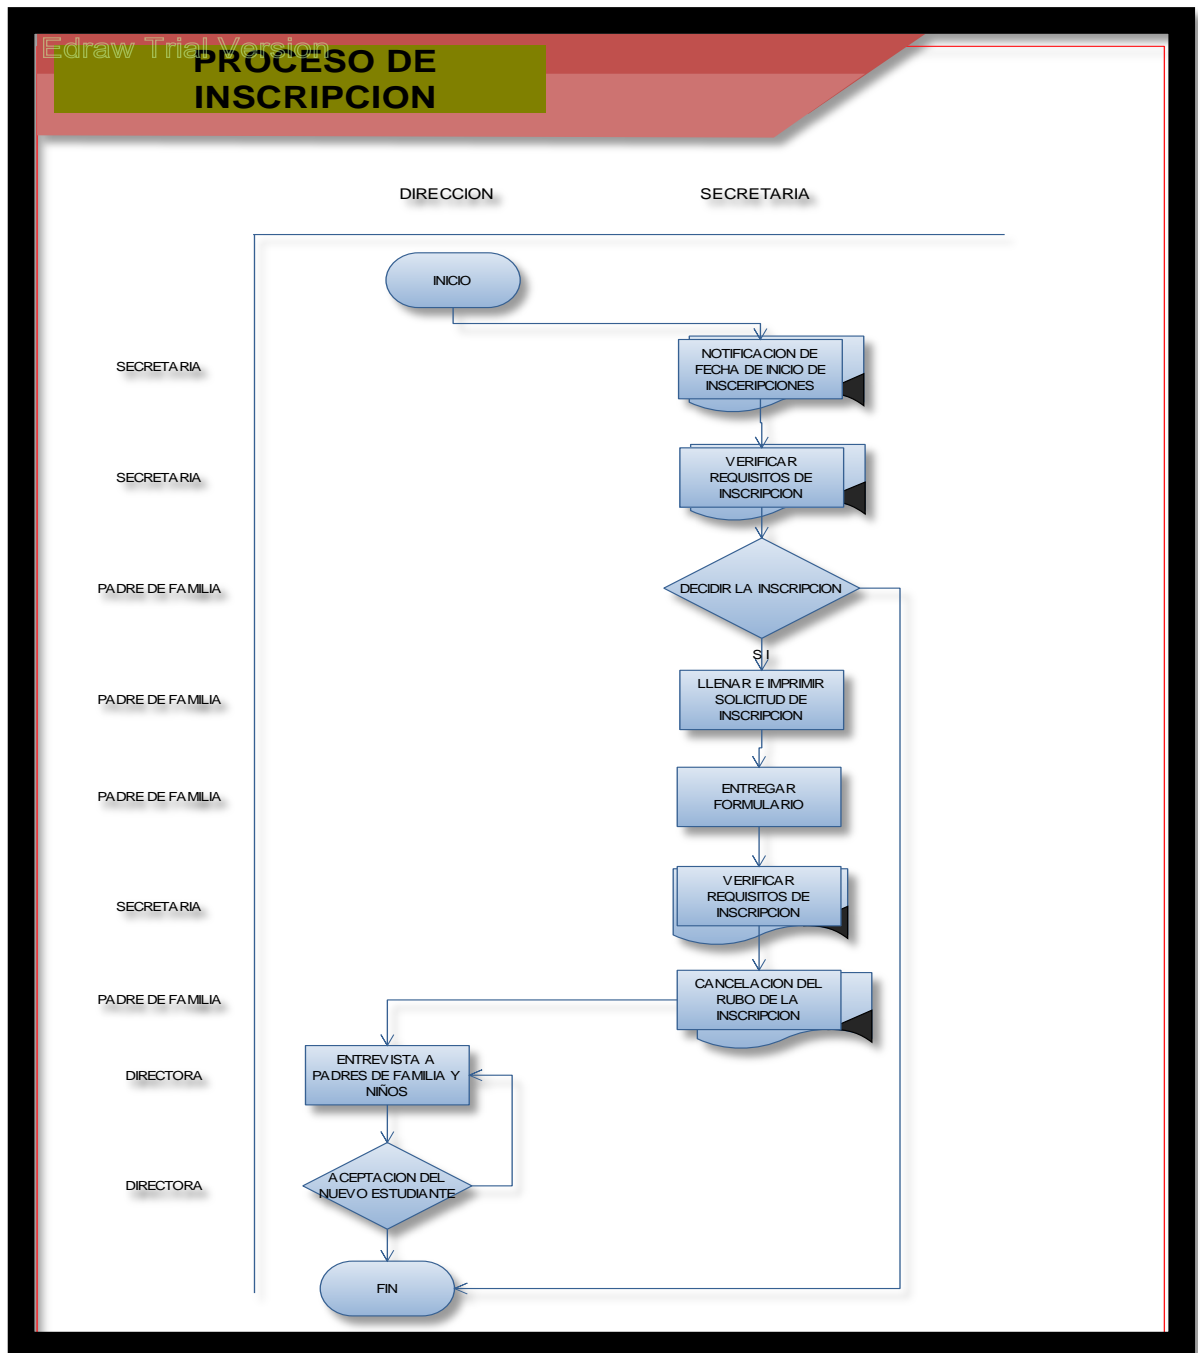 Edraw Trial Version
PROCESO DE
INSCRIPCION
DIRECCION
SECRETARIA
INICIO
SECRETARIA
NOTIFICACION DE
FECHA DE INICIO DE
INSCERIPCIONES
SECRETARIA
VERIFICAR
REQUISITOS DE
INSCRIPCION
PADRE DE FAMILIA
DECIDIR LA INSCRIPCION
SI
PADRE DE FAMILIA
LLENAR E IMPRIMIR
SOLICITUD DE
INSCRIPCION
PADRE DE FAMILIA
ENTREGAR
FORMULARIO
SECRETARIA
VERIFICAR
REQUISITOS DE
INSCRIPCION
PADRE DE FAMILIA
CANCELACION DEL
RUBO DE LA
INSCRIPCION
DIRECTORA
ENTREVISTA A
PADRES DE FAMILIA Y
NIÑOS
DIRECTORA
ACEPTACION DEL
NUEVO ESTUDIANTE
FIN